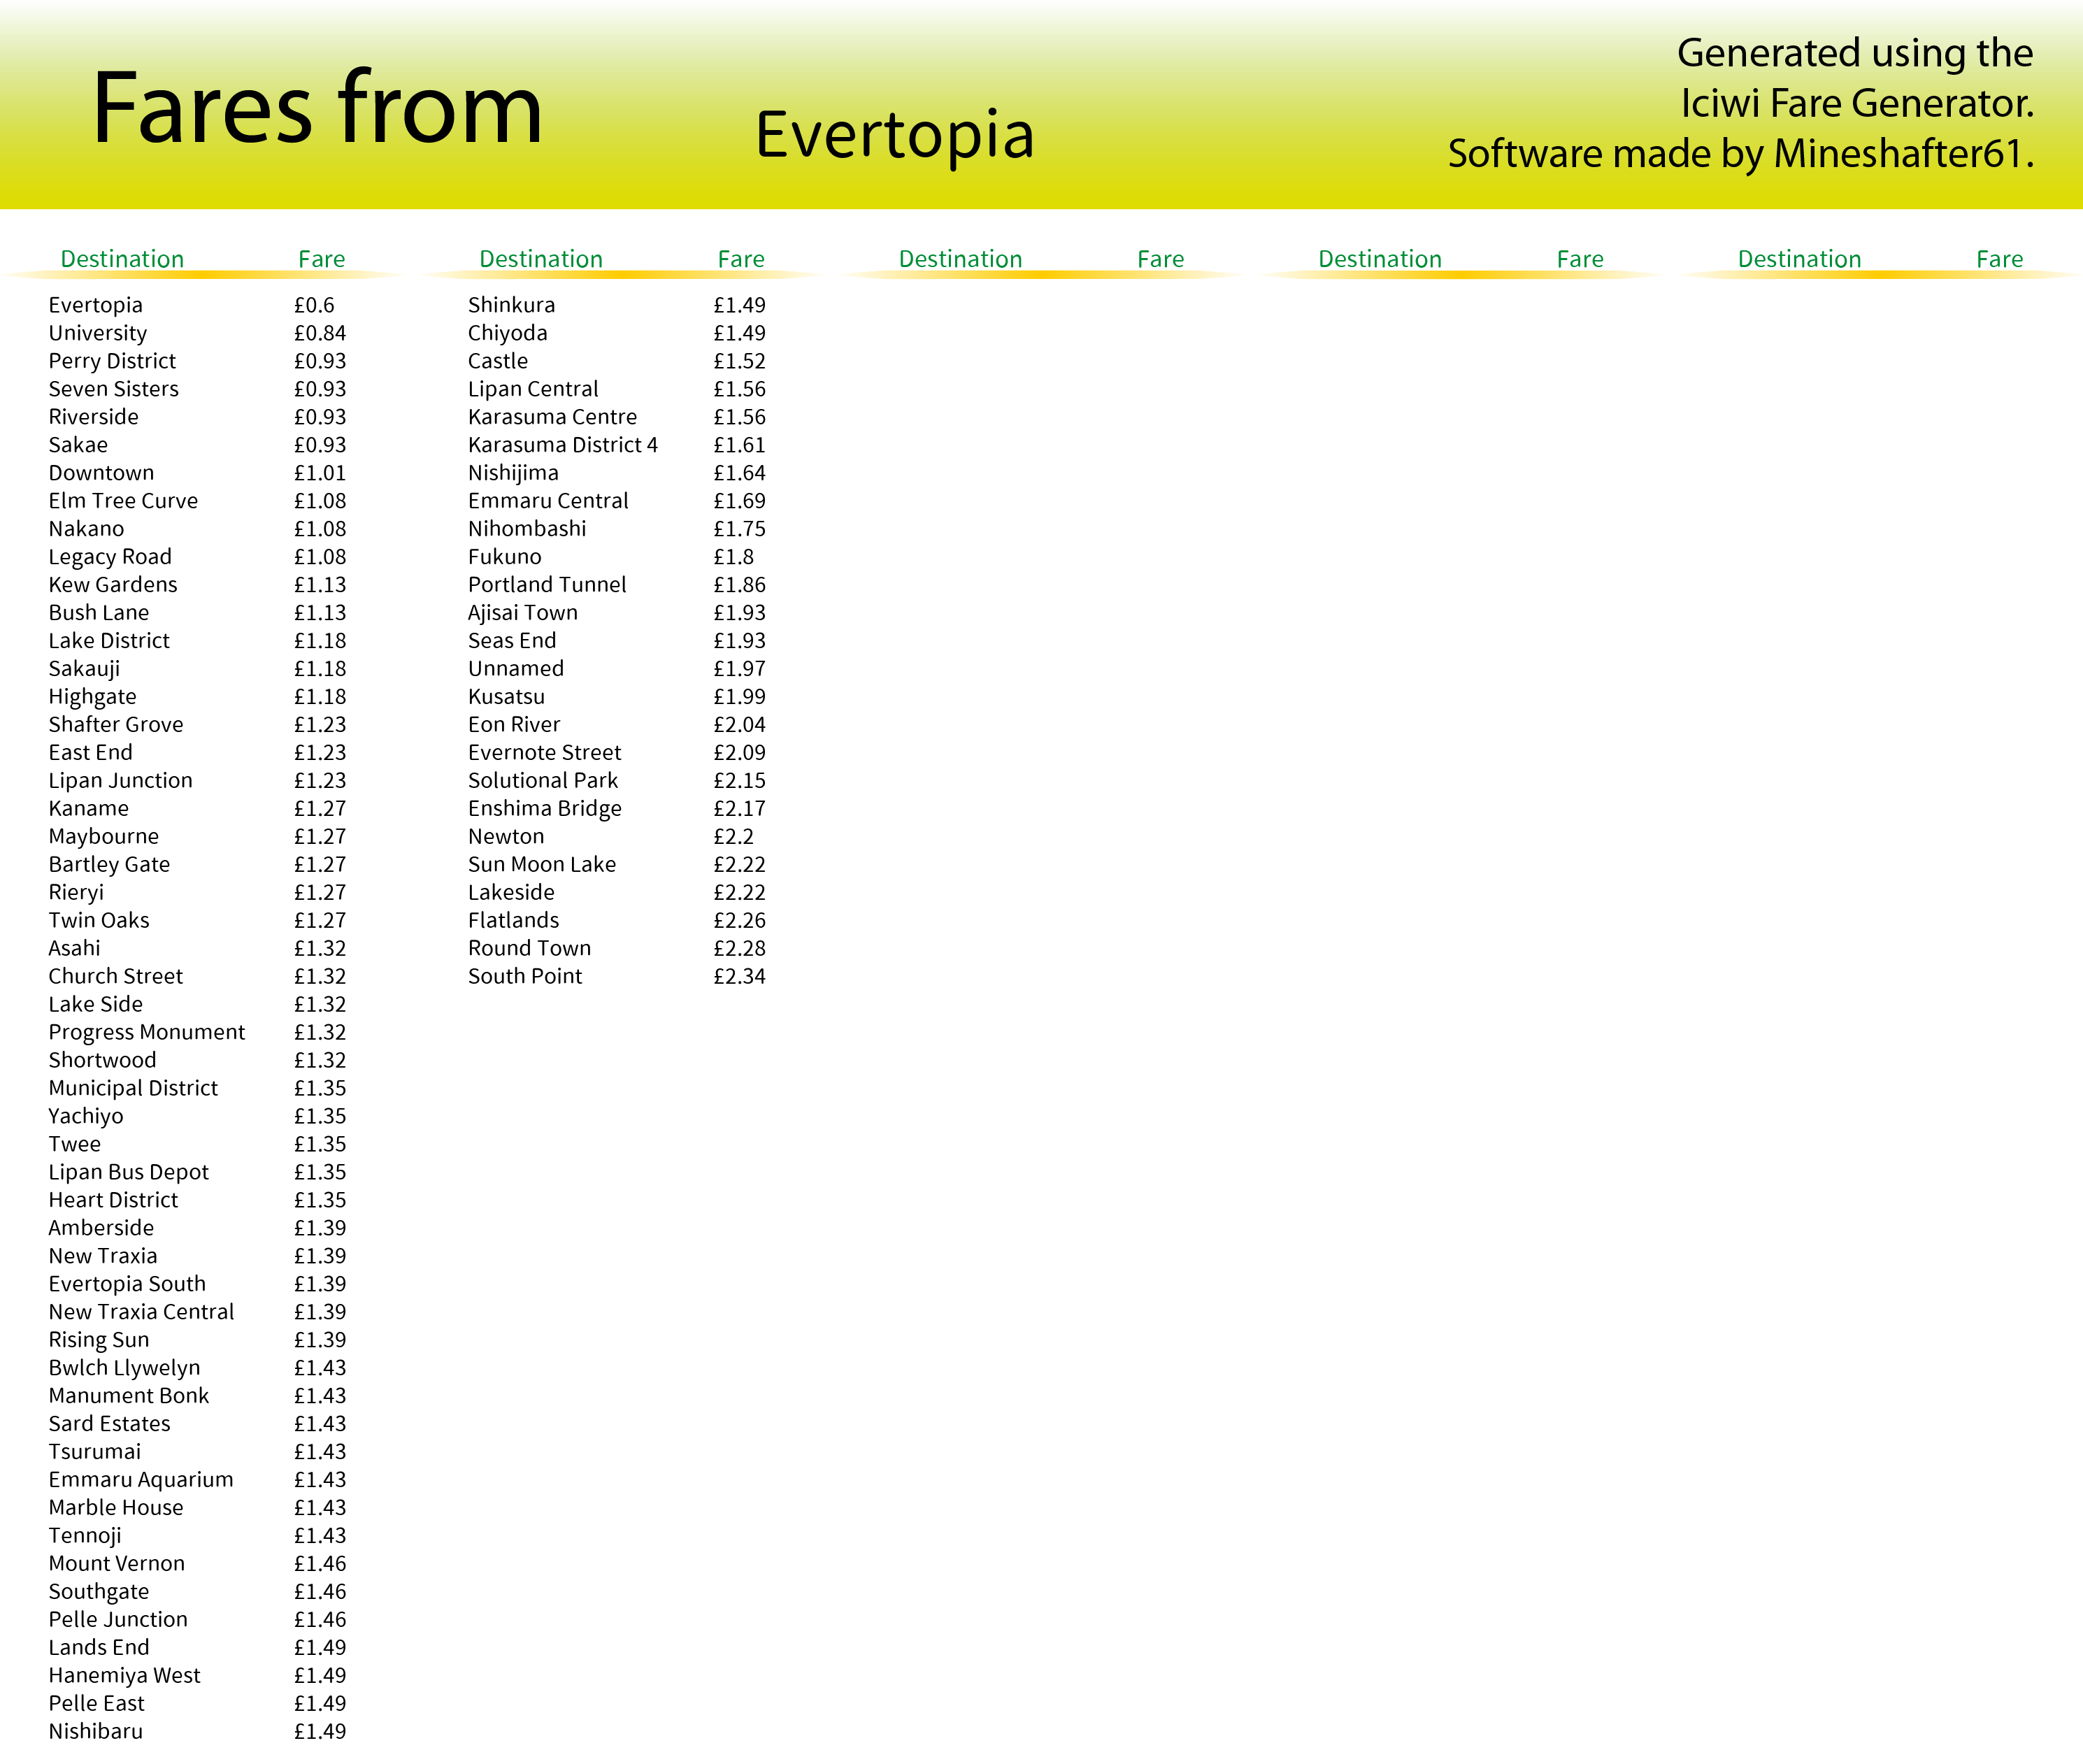 Fares from
Evertopia
Generated using the
Iciwi Fare Generator.
Software made by Mineshafter61.
Destination Fare Destination Fare Destination Fare Destination Fare Destination Fare
Evertopia £0.6
University £0.84
Perry District £0.93
Seven Sisters £0.93
Riverside £0.93
Sakae £0.93
Downtown £1.01
Elm Tree Curve £1.08
Nakano £1.08
Legacy Road £1.08
Kew Gardens £1.13
Bush Lane £1.13
Lake District £1.18
Sakauji £1.18
Highgate £1.18
Shafter Grove £1.23
East End £1.23
Lipan Junction £1.23
Kaname £1.27
Maybourne £1.27
Bartley Gate £1.27
Rieryi £1.27
Twin Oaks £1.27
Asahi £1.32
Church Street £1.32
Lake Side £1.32
Progress Monument £1.32
Shortwood £1.32
Municipal District £1.35
Yachiyo £1.35
Twee £1.35
Lipan Bus Depot £1.35
Heart District £1.35
Amberside £1.39
New Traxia £1.39
Evertopia South £1.39
New Traxia Central £1.39
Rising Sun £1.39
Bwlch Llywelyn £1.43
Manument Bonk £1.43
Sard Estates £1.43
Tsurumai £1.43
Emmaru Aquarium £1.43
Marble House £1.43
Tennoji £1.43
Mount Vernon £1.46
Southgate £1.46
Pelle Junction £1.46
Lands End £1.49
Hanemiya West £1.49
Pelle East £1.49
Nishibaru £1.49
Shinkura £1.49
Chiyoda £1.49
Castle £1.52
Lipan Central £1.56
Karasuma Centre £1.56
Karasuma District 4 £1.61
Nishijima £1.64
Emmaru Central £1.69
Nihombashi £1.75
Fukuno £1.8
Portland Tunnel £1.86
Ajisai Town £1.93
Seas End £1.93
Unnamed £1.97
Kusatsu £1.99
Eon River £2.04
Evernote Street £2.09
Solutional Park £2.15
Enshima Bridge £2.17
Newton £2.2
Sun Moon Lake £2.22
Lakeside £2.22
Flatlands £2.26
Round Town £2.28
South Point £2.34